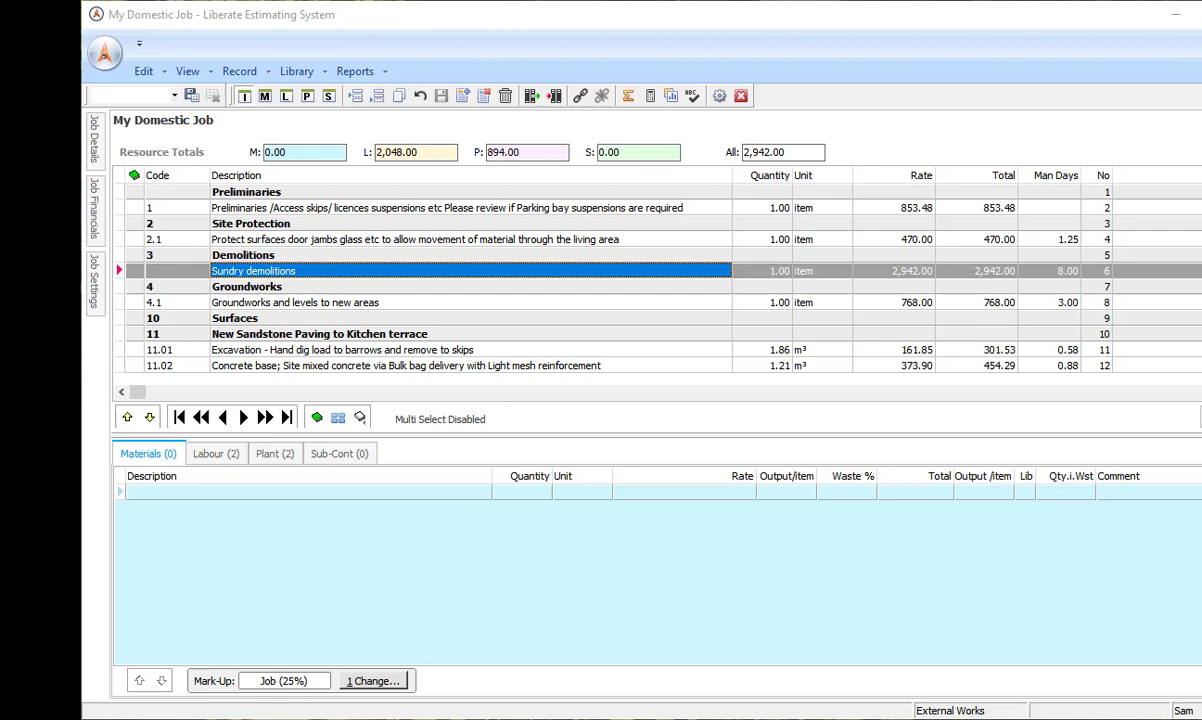 My Domestic Job - Liberate Estimating System
Edit View Record Library Reports
I M L P S Σ ABC
My Domestic Job
Resource Totals M: 0.00 L: 2,048.00 P: 894.00 S: 0.00 All: 2,942.00
Code Description Quantity Unit Rate Total Man Days No
Preliminaries 1
1 Preliminaries /Access skips/ licences suspensions etc Please review if Parking bay suspensions are required 1.00 item 853.48 853.48 2
2 Site Protection 3
2.1 Protect surfaces door jambs glass etc to allow movement of material through the living area 1.00 item 470.00 470.00 1.25 4
3 Demolitions 5
Sundry demolitions 1.00 item 2,942.00 2,942.00 8.00 6
4 Groundworks 7
4.1 Groundworks and levels to new areas 1.00 item 768.00 768.00 3.00 8
10 Surfaces 9
11 New Sandstone Paving to Kitchen terrace 10
11.01 Excavation - Hand dig load to barrows and remove to skips 1.86 m³ 161.85 301.53 0.58 11
11.02 Concrete base; Site mixed concrete via Bulk bag delivery with Light mesh reinforcement 1.21 m³ 373.90 454.29 0.88 12
Job Details
Job Financials
Job Settings
Multi Select Disabled
Materials (0) Labour (2) Plant (2) Sub-Cont (0)
Description Quantity Unit Rate Output/item Waste % Total Output /item Lib Qty.i.Wst Comment
Mark-Up: Job (25%) 1 Change...
External Works Sam